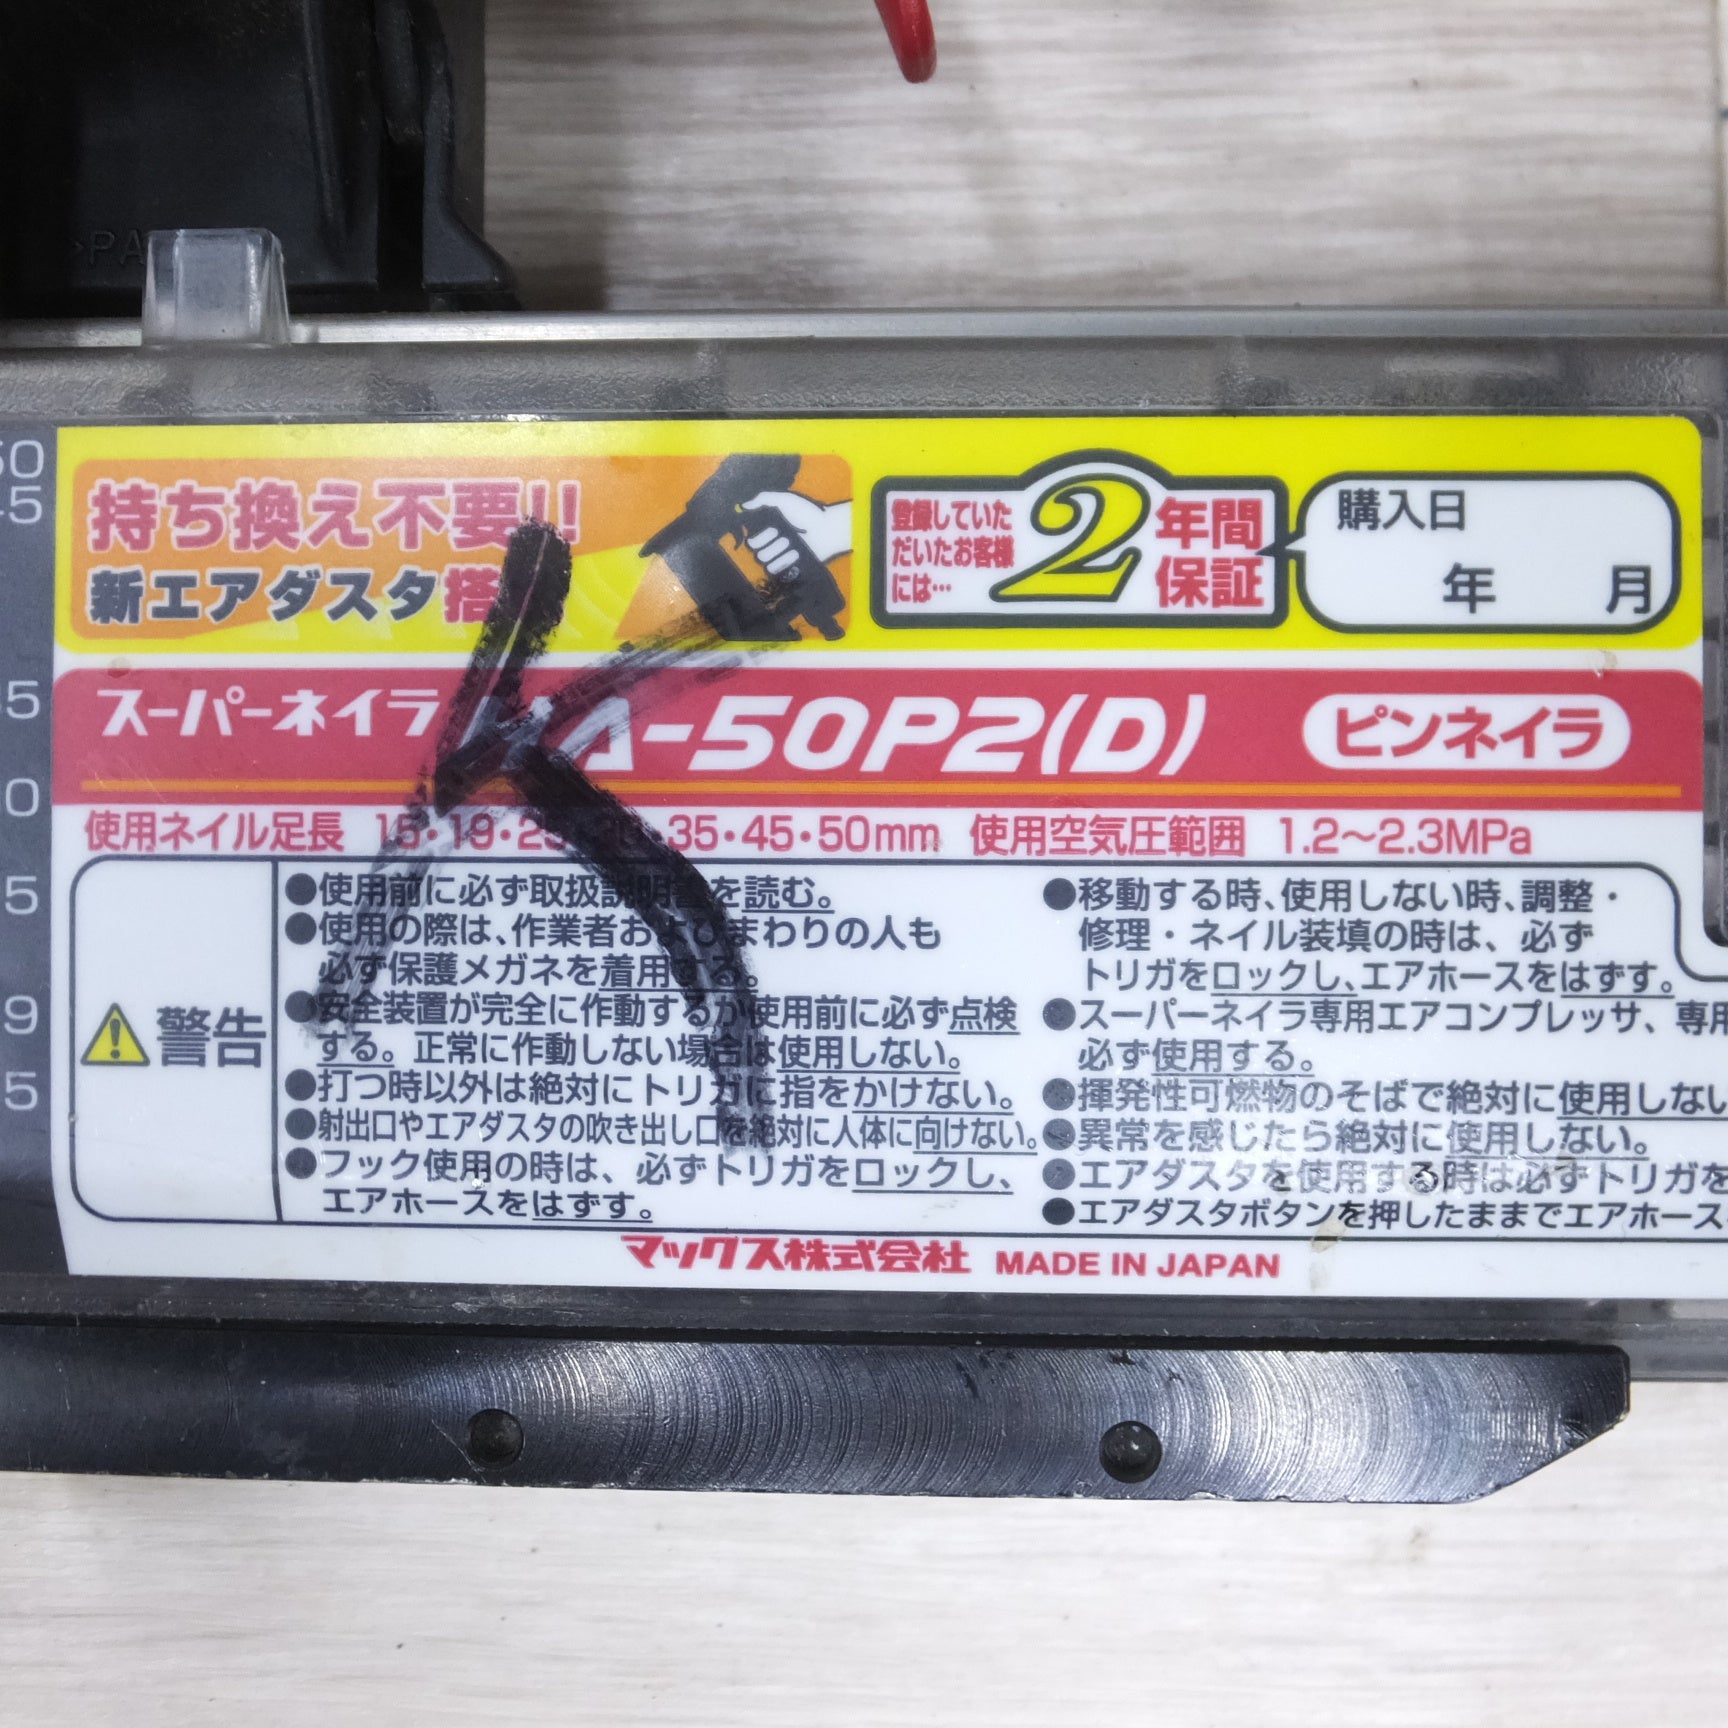 >PA
50
45
35
30
25
19
15
持ち換え不要!!
新エアダスタ搭載
登録していた
だいたお客様
には…
2年間
保証
購入日
年 月
スーパーネイラ HA-50P2(D) ピンネイラ
使用ネイル足長 15・19・25・30・35・45・50mm 使用空気圧範囲 1.2〜2.3MPa
警告
●使用前に必ず取扱説明書を読む。
●使用の際は、作業者およびまわりの人も
必ず保護メガネを着用する。
●安全装置が完全に作動するか使用前に必ず点検
する。正常に作動しない場合は使用しない。
●打つ時以外は絶対にトリガに指をかけない。
●射出口やエアダスタの吹き出し口を絶対に人体に向けない。
●フック使用の時は、必ずトリガをロックし、
エアホースをはずす。
●移動する時、使用しない時、調整・
修理・ネイル装填の時は、必ず
トリガをロックし、エアホースをはずす。
●スーパーネイラ専用エアコンプレッサ、専用
必ず使用する。
●揮発性可燃物のそばで絶対に使用しない
●異常を感じたら絶対に使用しない。
●エアダスタを使用する時は必ずトリガを
●エアダスタボタンを押したままでエアホース
マックス株式会社 MADE IN JAPAN